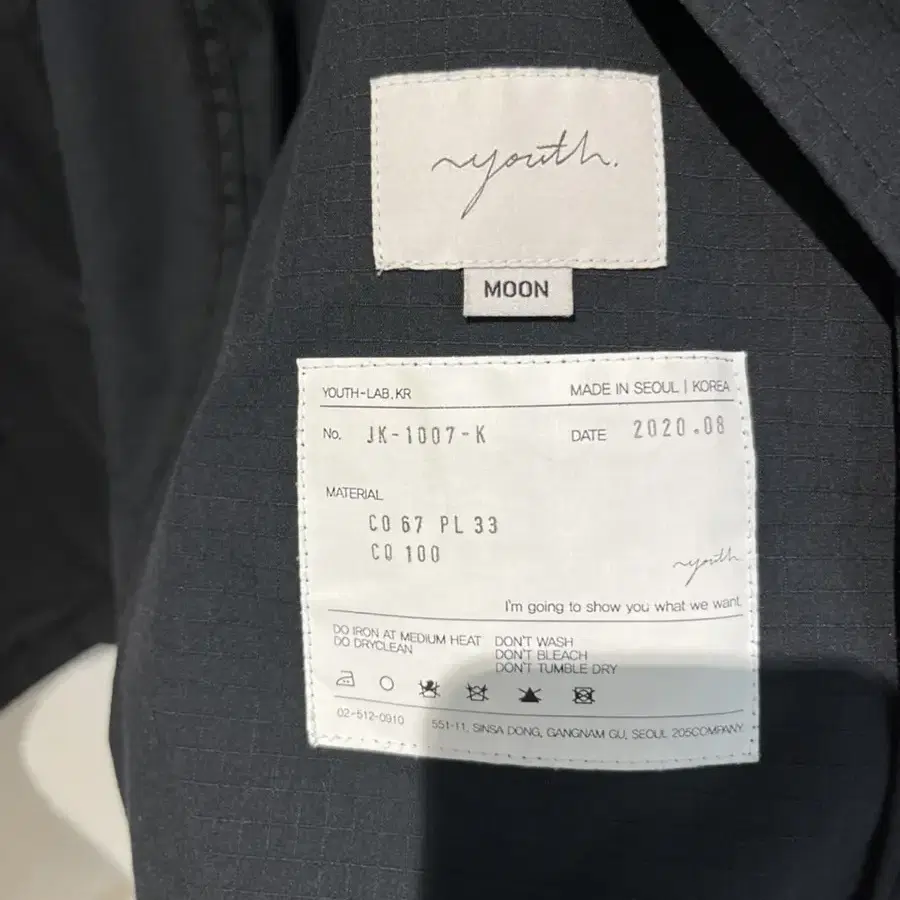 youth.
MOON
YOUTH-LAB.KR MADE IN SEOUL | KOREA
No. JK-1007-K DATE 2020.08
MATERIAL
CO 67 PL 33
CO 100
youth
I'm going to show you what we want.
DO IRON AT MEDIUM HEAT DON'T WASH
DO DRYCLEAN DON'T BLEACH
DON'T TUMBLE DRY
02-512-0910 551-11, SINSA DONG, GANGNAM GU, SEOUL 205COMPANY